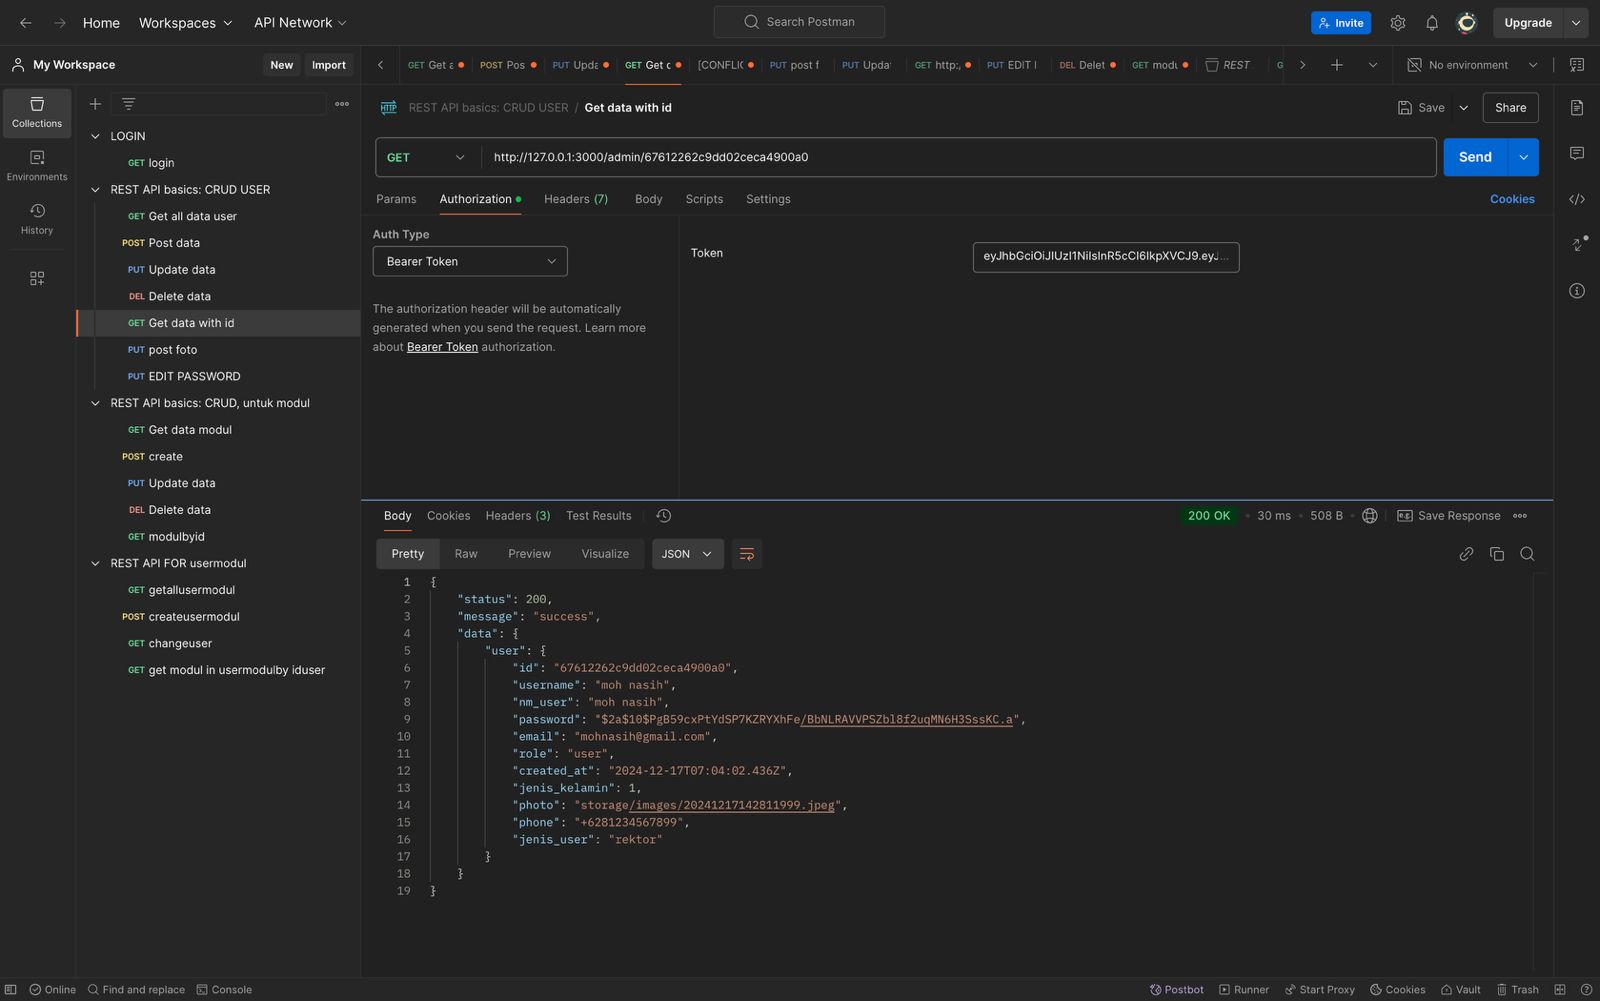 Home Workspaces API Network Search Postman Invite Upgrade
My Workspace New Import
GET Get a POST Pos PUT Upda GET Get d [CONFLIC PUT post f PUT Upda GET http:, PUT EDIT DEL Delet GET modu REST G No environment
Collections
Environments
History
LOGIN
GET login
REST API basics: CRUD USER
GET Get all data user
POST Post data
PUT Update data
DEL Delete data
GET Get data with id
PUT post foto
PUT EDIT PASSWORD
REST API basics: CRUD, untuk modul
GET Get data modul
POST create
PUT Update data
DEL Delete data
GET modulbyid
REST API FOR usermodul
GET getallusermodul
POST createusermodul
GET changeuser
GET get modul in usermodulby iduser
HTTP REST API basics: CRUD USER / Get data with id Save Share
GET http://127.0.0.1:3000/admin/67612262c9dd02ceca4900a0 Send
Params Authorization Headers (7) Body Scripts Settings Cookies
Auth Type
Bearer Token
The authorization header will be automatically
generated when you send the request. Learn more
about Bearer Token authorization.
Token eyJhbGciOiJIUzI1NiIsInR5cCI6IkpXVCJ9.eyJ...
Body Cookies Headers (3) Test Results 200 OK • 30 ms • 508 B e.g. Save Response
Pretty Raw Preview Visualize JSON
1 {
2 "status": 200,
3 "message": "success",
4 "data": {
5 "user": {
6 "id": "67612262c9dd02ceca4900a0",
7 "username": "moh nasih",
8 "nm_user": "moh nasih",
9 "password": "$2a$10$PgB59cxPtYdSP7KZRYXhFe/BbNLRAVVPSZbl8f2uqMN6H3SssKC.a",
10 "email": "mohnasih@gmail.com",
11 "role": "user",
12 "created_at": "2024-12-17T07:04:02.436Z",
13 "jenis_kelamin": 1,
14 "photo": "storage/images/20241217142811999.jpeg",
15 "phone": "+6281234567899",
16 "jenis_user": "rektor"
17 }
18 }
19 }
Online Find and replace Console Postbot Runner Start Proxy Cookies Vault Trash